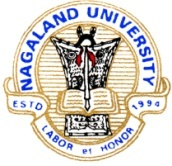 NAGALAND UNIVERSITY
ESTD 1994
LABOR et HONOR